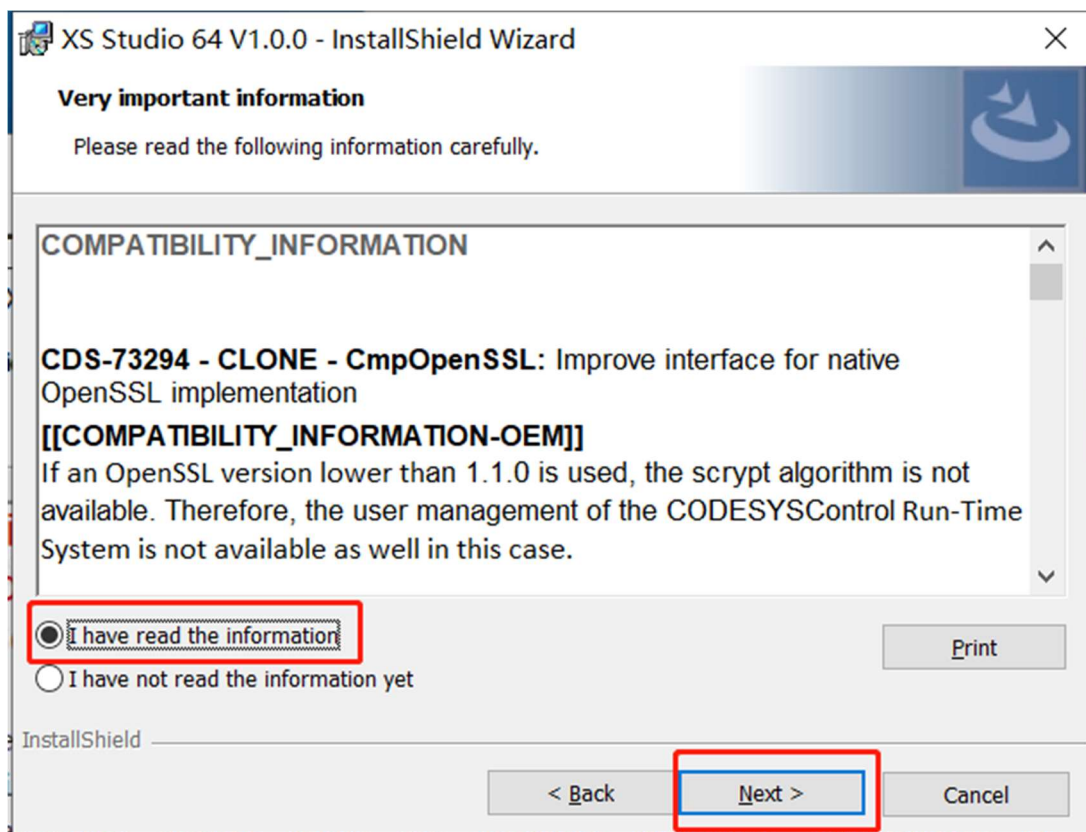 XS Studio 64 V1.0.0 - InstallShield Wizard
Very important information
Please read the following information carefully.
COMPATIBILITY_INFORMATION
CDS-73294 - CLONE - CmpOpenSSL: Improve interface for native
OpenSSL implementation
[[COMPATIBILITY_INFORMATION-OEM]]
If an OpenSSL version lower than 1.1.0 is used, the scrypt algorithm is not
available. Therefore, the user management of the CODESYSControl Run-Time
System is not available as well in this case.
I have read the information
Print
I have not read the information yet
InstallShield
< Back
Next >
Cancel